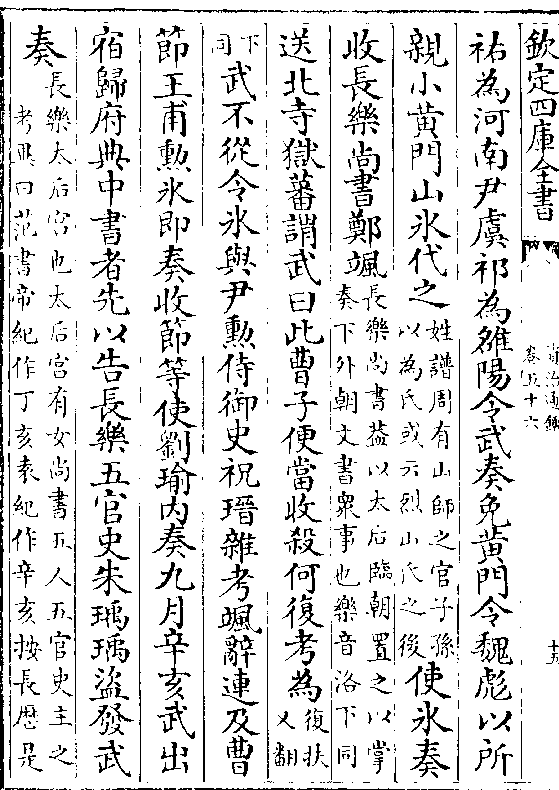 欽定四庫全書
資治通鑑
卷五十六
十五
祐為河南尹虞祁為雒陽令武奏免黄門令魏彪以所
親小黄門山氷代之姓譜周有山師之官子孫以為氏或云烈山氏之後使氷奏
收長樂尚書鄭颯長樂尚書葢以太后臨朝置之以掌奏下外朝文書衆事也樂音洛下同
送北寺獄蕃謂武曰此曹子便當收殺何復考為復扶又翻
下同武不從令氷與尹勲侍御史祝瑨雜考颯辭連及曹
節王甫勲氷即奏收節等使劉瑜内奏九月辛亥武出
宿歸府典中書者先以告長樂五官史朱瑀瑀盜發武
奏長樂太后宫也太后宫有女尚書五人五官史主之考異曰范書帝紀作丁亥袁紀作辛亥按長歴是